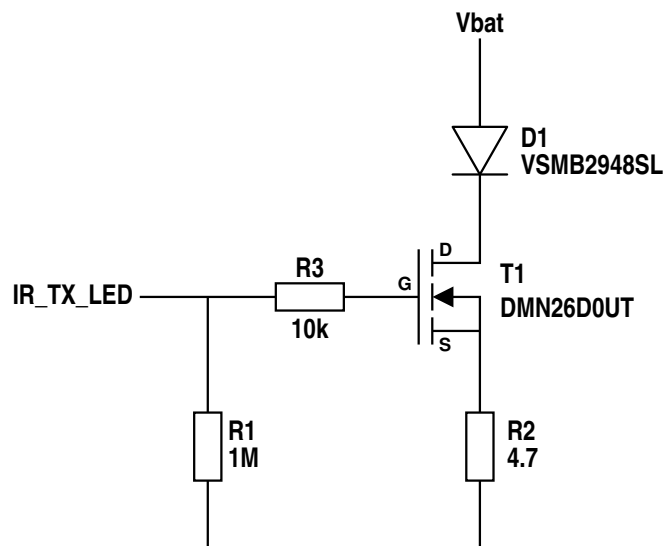 Vbat
D1
VSMB2948SL
D
R3
T1
IR_TX_LED
G
DMN26D0UT
10k
S
R1
1M
R2
4.7